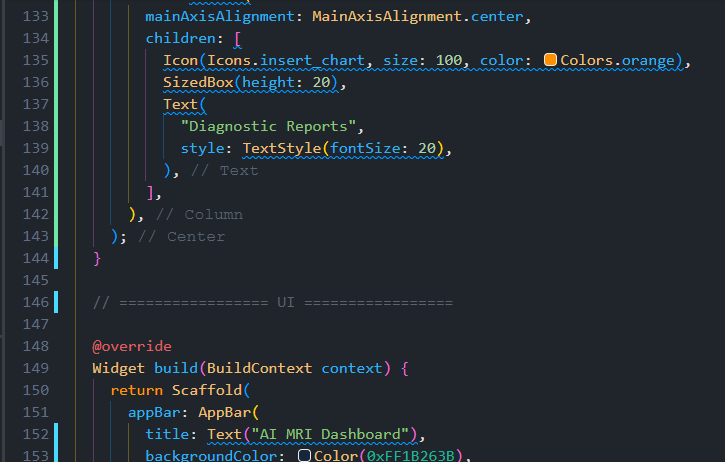 133 mainAxisAlignment: MainAxisAlignment.center,
134 children: [
135 Icon(Icons.insert_chart, size: 100, color: Colors.orange),
136 SizedBox(height: 20),
137 Text(
138 "Diagnostic Reports",
139 style: TextStyle(fontSize: 20),
140 ), // Text
141 ],
142 ), // Column
143 ); // Center
144 }
145
146 // ================= UI =================
147
148 @override
149 Widget build(BuildContext context) {
150 return Scaffold(
151 appBar: AppBar(
152 title: Text("AI MRI Dashboard"),
153 backgroundColor: Color(0xFF1B263B),